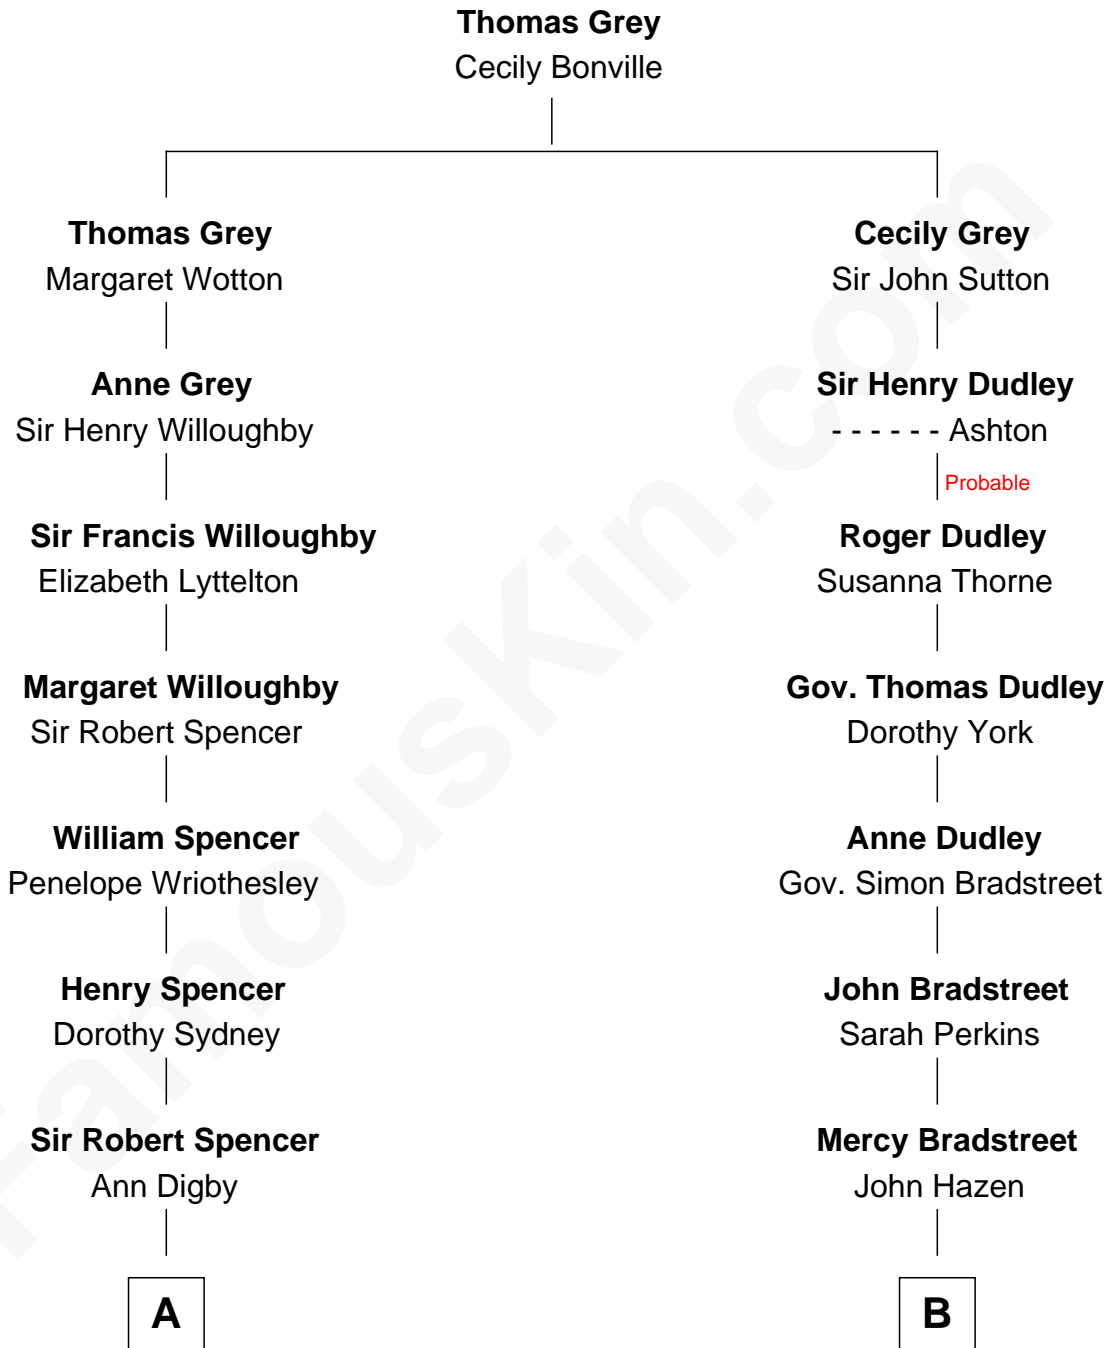 Thomas Grey
Cecily Bonville
Thomas Grey
Margaret Wotton
Anne Grey
Sir Henry Willoughby
Sir Francis Willoughby
Elizabeth Lyttelton
Margaret Willoughby
Sir Robert Spencer
William Spencer
Penelope Wriothesley
Henry Spencer
Dorothy Sydney
Sir Robert Spencer
Ann Digby
A
Cecily Grey
Sir John Sutton
Sir Henry Dudley
- - - - - - Ashton
Probable
Roger Dudley
Susanna Thorne
Gov. Thomas Dudley
Dorothy York
Anne Dudley
Gov. Simon Bradstreet
John Bradstreet
Sarah Perkins
Mercy Bradstreet
John Hazen
B
FamousKin.com